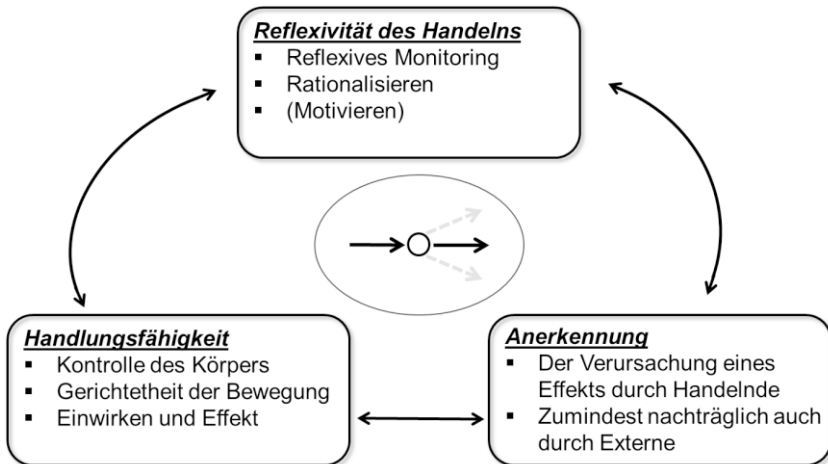 Reflexivität des Handelns
▪ Reflexives Monitoring
▪ Rationalisieren
▪ (Motivieren)
Handlungsfähigkeit
▪ Kontrolle des Körpers
▪ Gerichtetheit der Bewegung
▪ Einwirken und Effekt
Anerkennung
▪ Der Verursachung eines
Effekts durch Handelnde
▪ Zumindest nachträglich auch
durch Externe